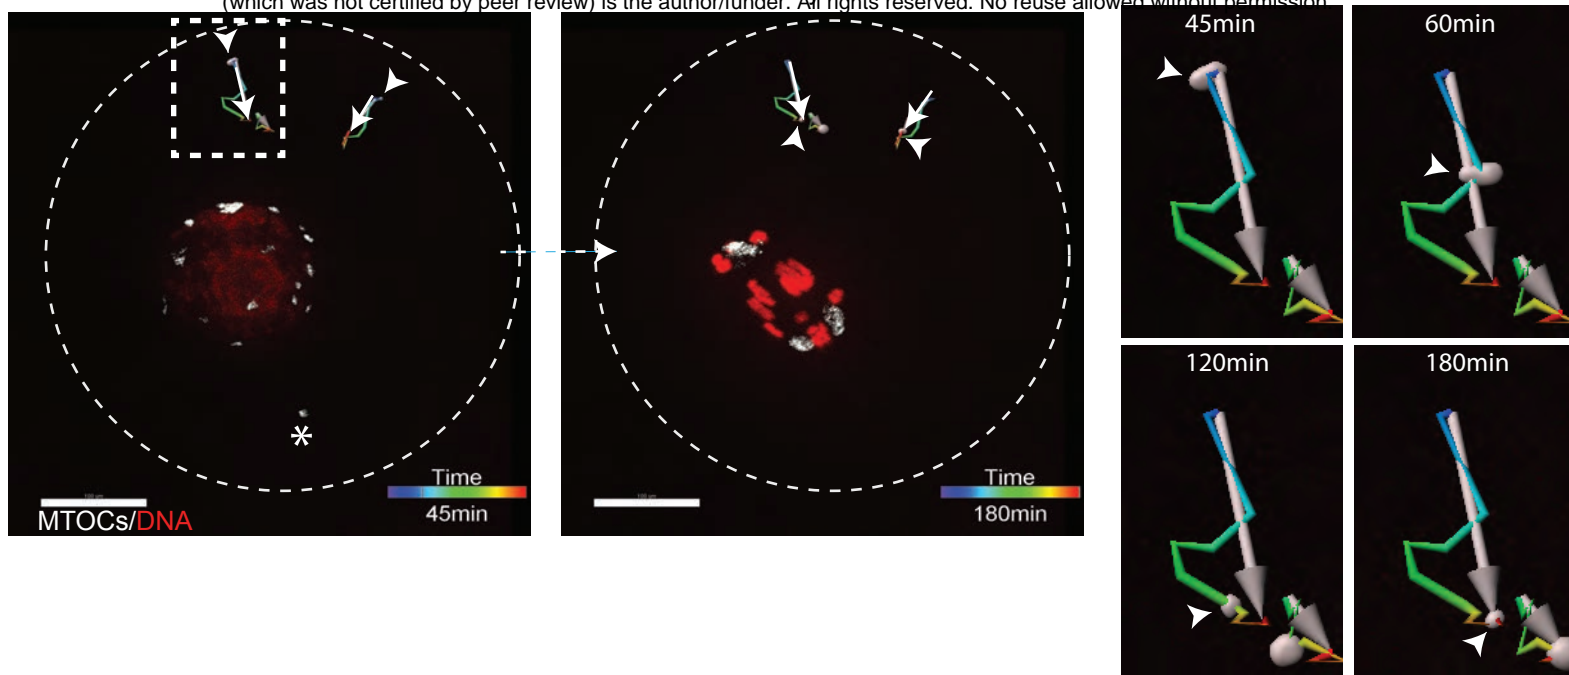 (which was not certified by peer review) is the author/funder. All rights reserved. No reuse allowed without permission.
45min
60min
*
Time
45min
MTOCs/DNA
Time
180min
120min
180min